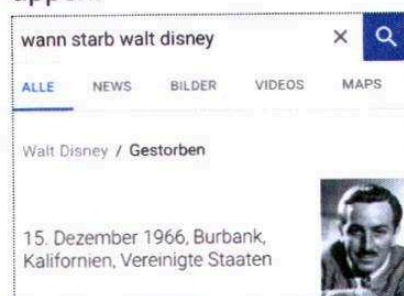 wann starb walt disney
ALLE NEWS BILDER VIDEOS MAPS
Walt Disney / Gestorben
15. Dezember 1966, Burbank,
Kalifornien, Vereinigte Staaten